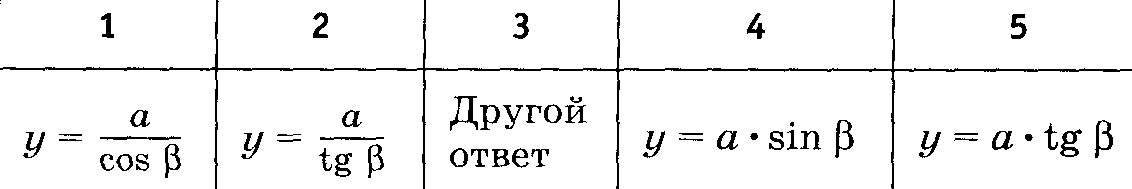 1 2 3 4 5
y = a / cos β y = a / tg β Другой ответ y = a · sin β y = a · tg β